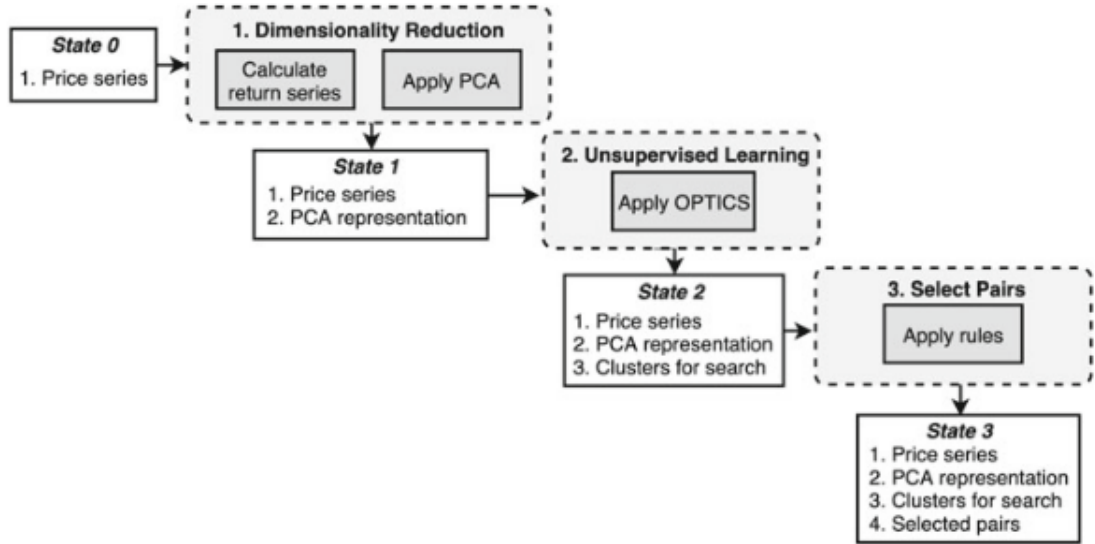 State 0
1. Price series
1. Dimensionality Reduction
Calculate
return series
Apply PCA
State 1
1. Price series
2. PCA representation
2. Unsupervised Learning
Apply OPTICS
State 2
1. Price series
2. PCA representation
3. Clusters for search
3. Select Pairs
Apply rules
State 3
1. Price series
2. PCA representation
3. Clusters for search
4. Selected pairs